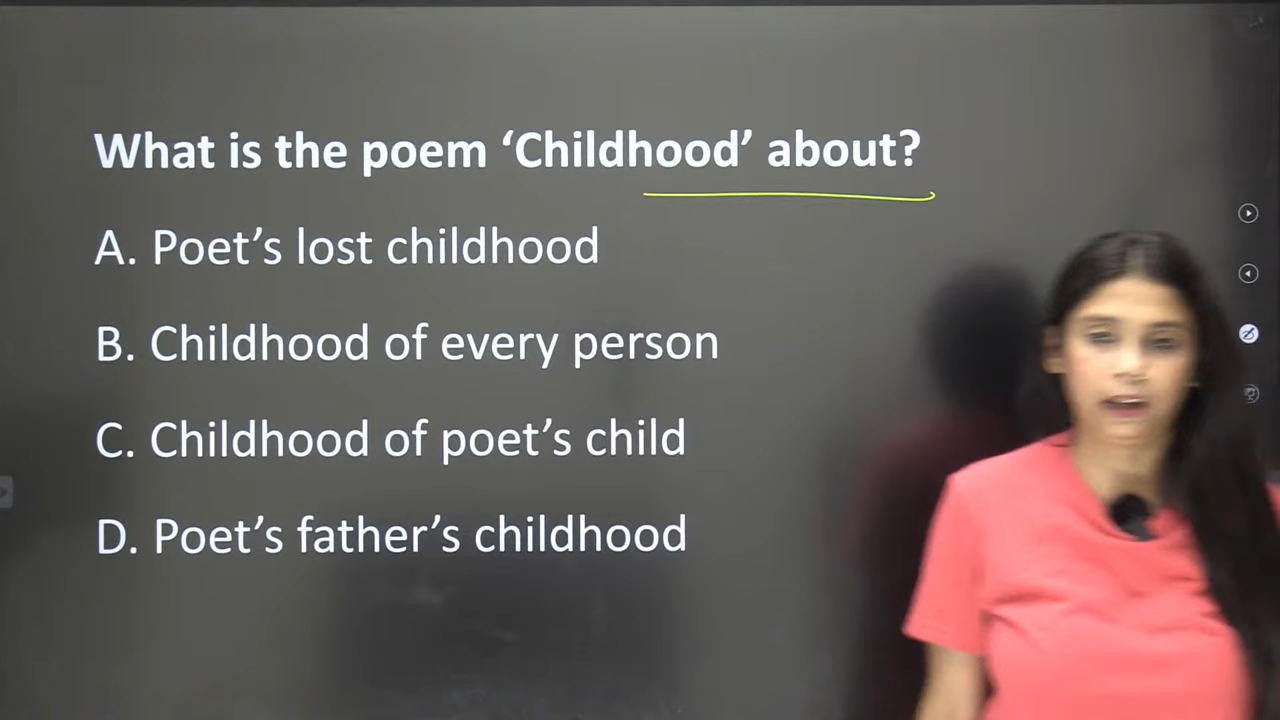 What is the poem ‘Childhood’ about?
A. Poet’s lost childhood
B. Childhood of every person
C. Childhood of poet’s child
D. Poet’s father’s childhood